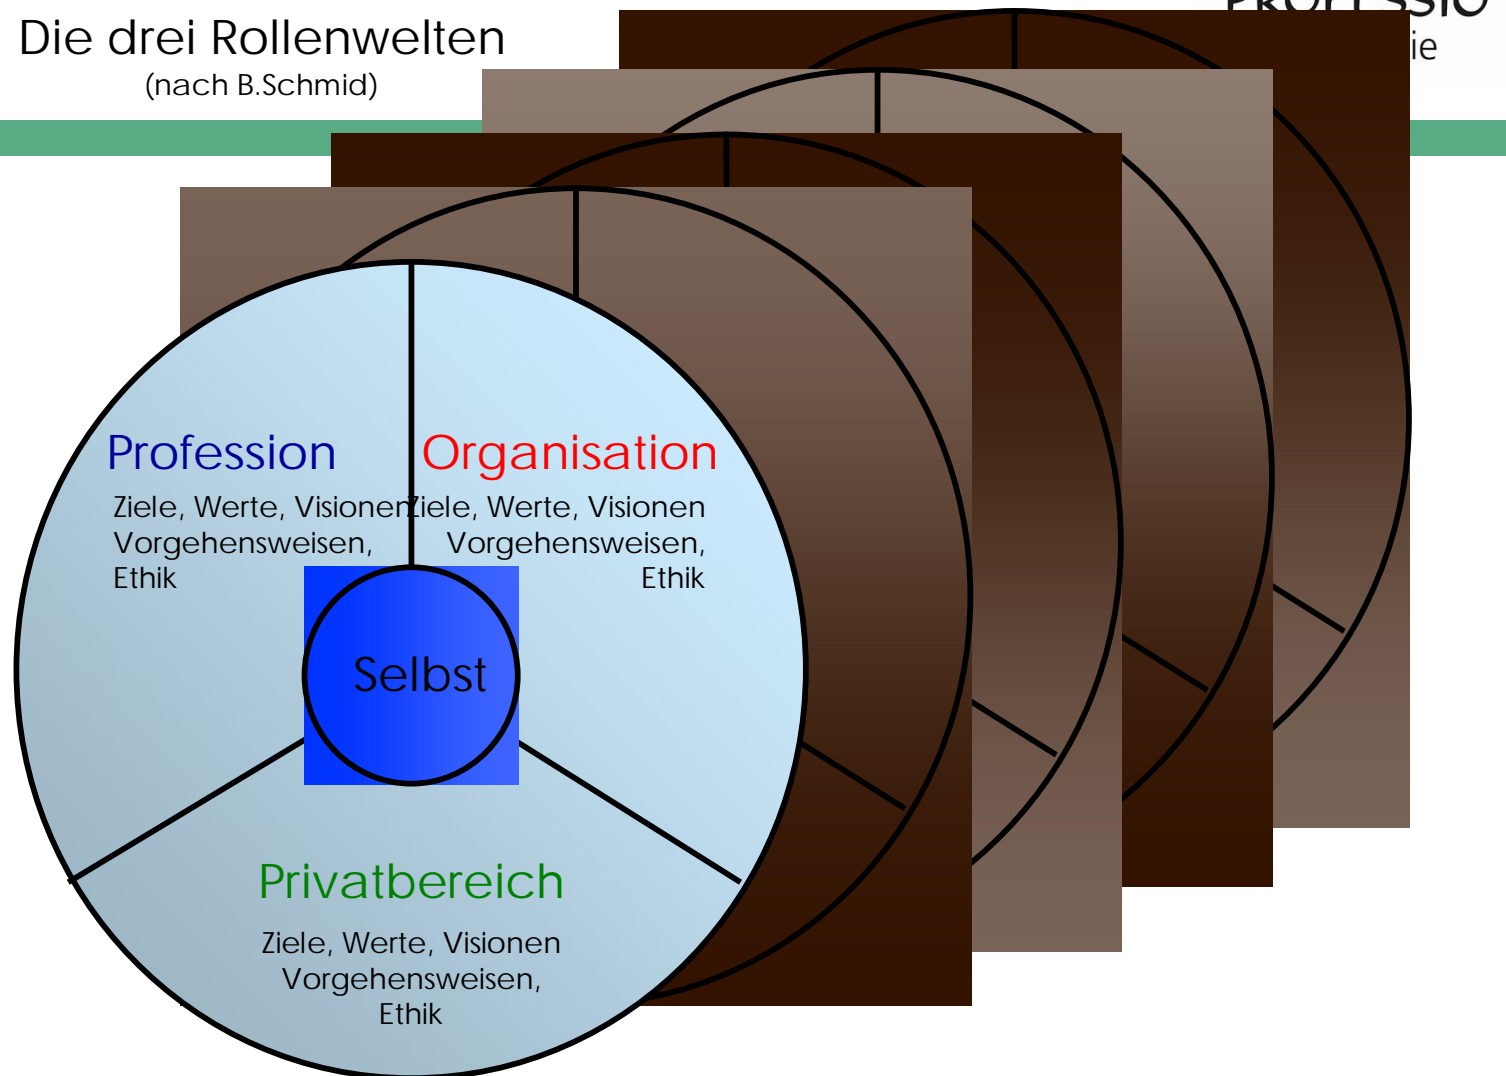 Die drei Rollenwelten
(nach B.Schmid)
Profession
Ziele, Werte, Visionen
Vorgehensweisen,
Ethik
Organisation
Ziele, Werte, Visionen
Vorgehensweisen,
Ethik
Selbst
Privatbereich
Ziele, Werte, Visionen
Vorgehensweisen,
Ethik